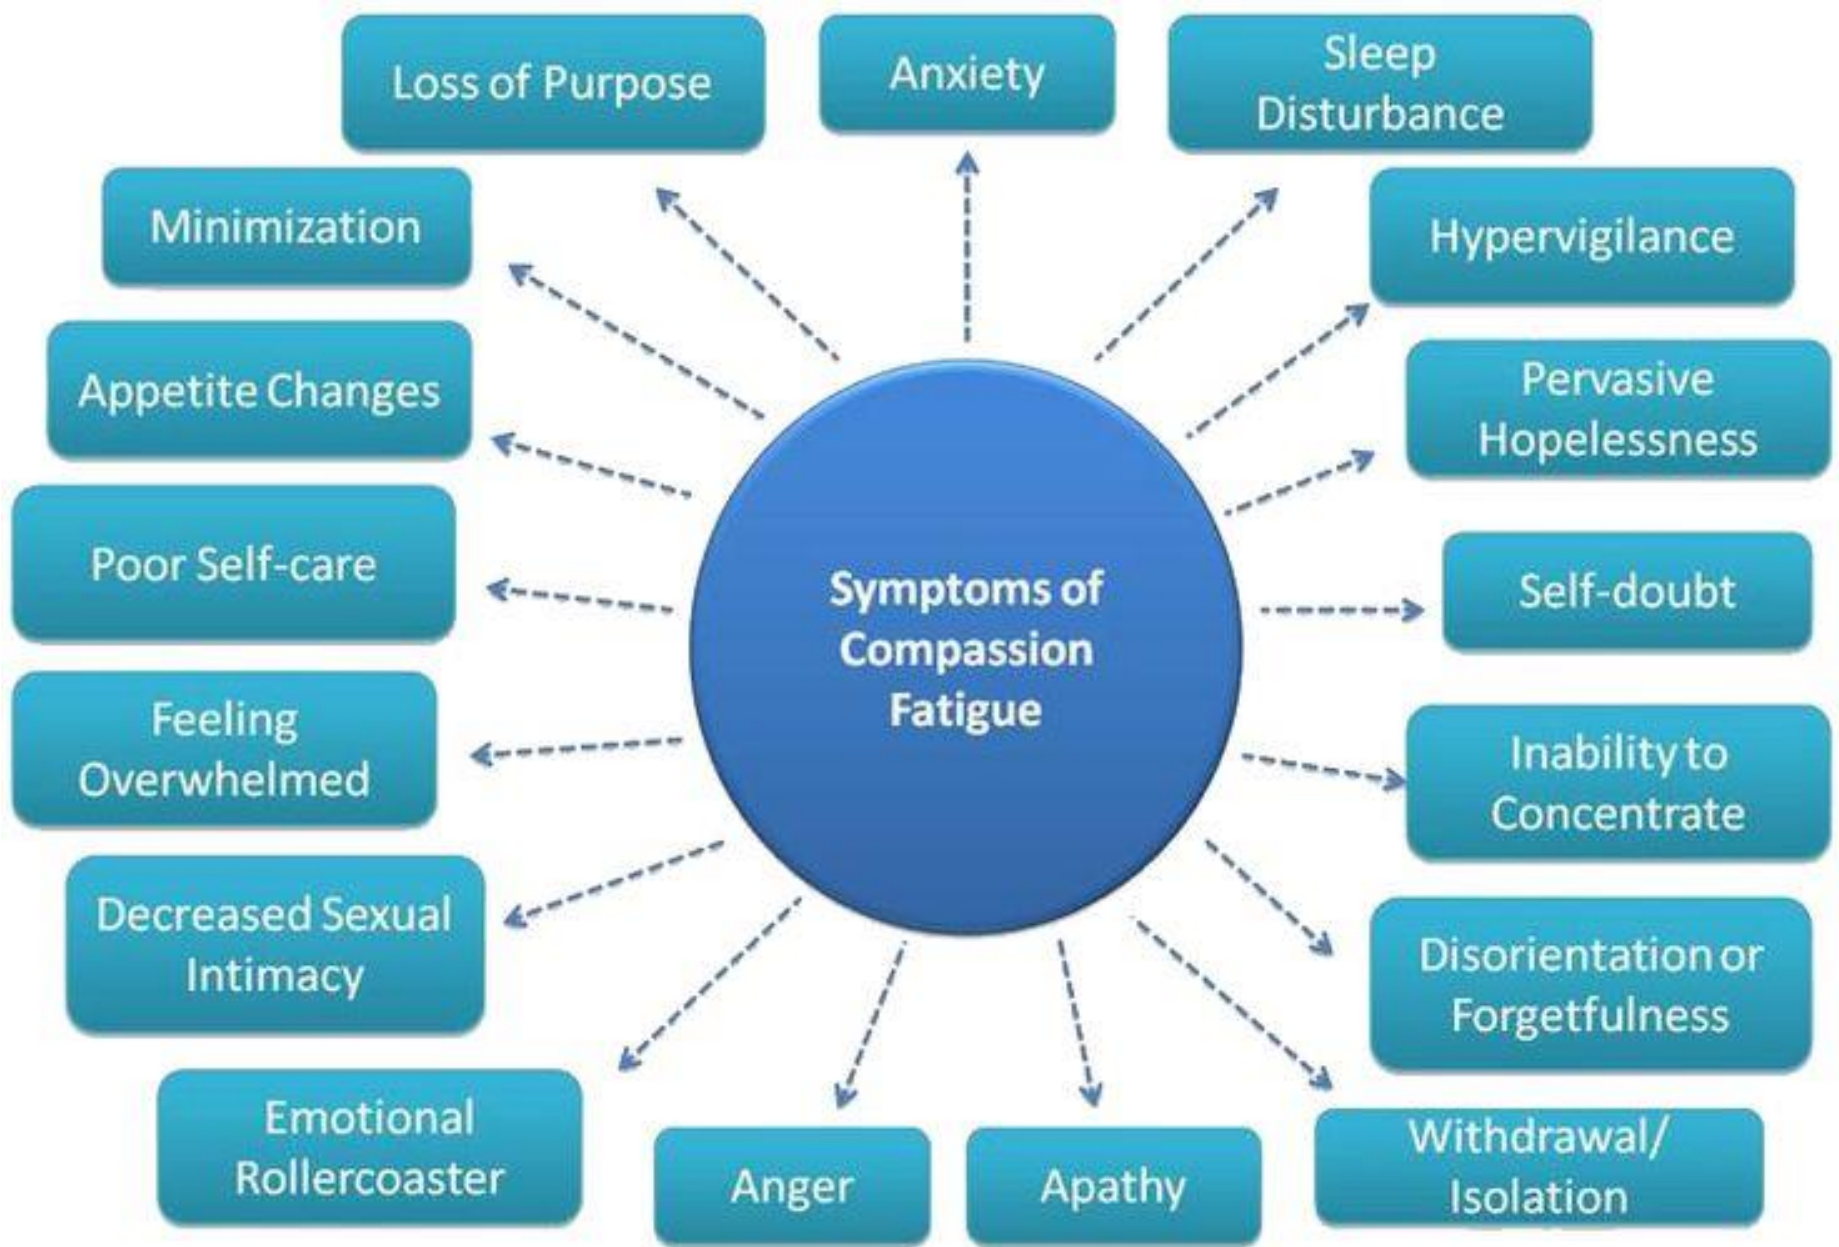 Loss of Purpose
Anxiety
Sleep
Disturbance
Minimization
Hypervigilance
Appetite Changes
Pervasive
Hopelessness
Poor Self-care
Symptoms of
Compassion
Fatigue
Self-doubt
Feeling
Overwhelmed
Inability to
Concentrate
Decreased Sexual
Intimacy
Disorientation or
Forgetfulness
Emotional
Rollercoaster
Anger
Apathy
Withdrawal/
Isolation